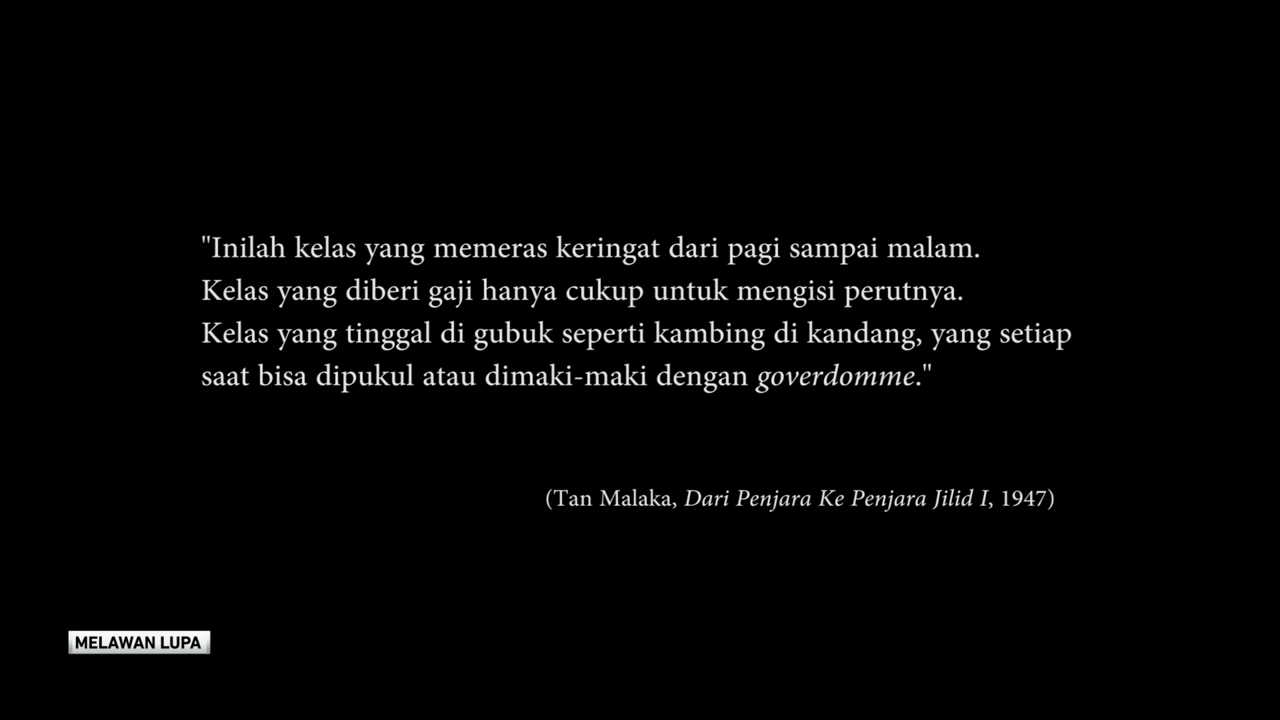 "Inilah kelas yang memeras keringat dari pagi sampai malam.
Kelas yang diberi gaji hanya cukup untuk mengisi perutnya.
Kelas yang tinggal di gubuk seperti kambing di kandang, yang setiap
saat bisa dipukul atau dimaki-maki dengan goverdomme."
(Tan Malaka, Dari Penjara Ke Penjara Jilid I, 1947)
MELAWAN LUPA